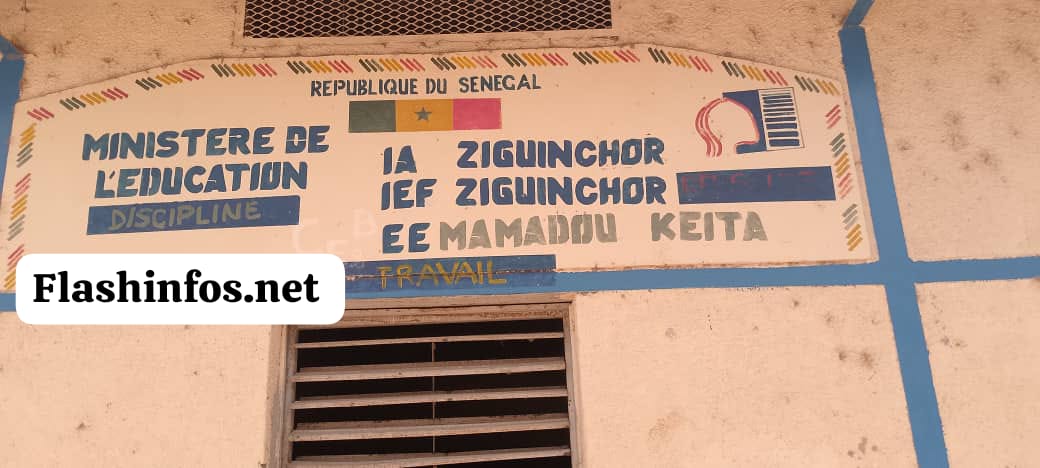 REPUBLIQUE DU SENEGAL
MINISTERE DE
L'EDUCATION
DISCIPLINE
IA ZIGUINCHOR
IEF ZIGUINCHOR
EE MAMADOU KEITA
TRAVAIL
Flashinfos.net